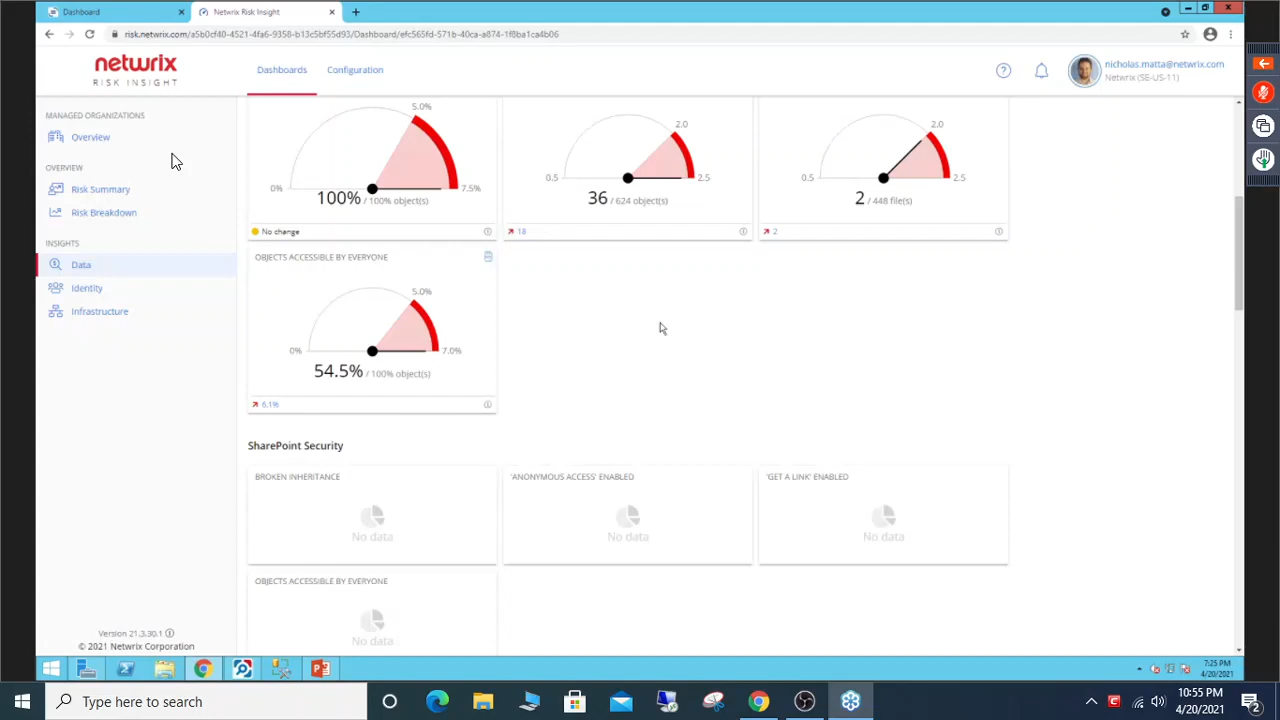 Dashboard
Netwrix Risk Insight
risk.netwrix.com/a5b0cf40-4521-4fa6-9358-b13c5bf55d93/Dashboard/efc565fd-571b-40ca-a874-1f8ba1ca4b06
netwrix
RISK INSIGHT
Dashboards
Configuration
nicholas.matta@netwrix.com
Netwrix (SE-US-11)
MANAGED ORGANIZATIONS
Overview
OVERVIEW
Risk Summary
Risk Breakdown
INSIGHTS
Data
Identity
Infrastructure
Version 21.3.30.1
© 2021 Netwrix Corporation
5.0%
0%
7.5%
100% / 100% object(s)
No change
2.0
0.5
2.5
36 / 624 object(s)
18
2.0
0.5
2.5
2 / 448 file(s)
2
OBJECTS ACCESSIBLE BY EVERYONE
5.0%
0%
7.0%
54.5% / 100% object(s)
6.1%
SharePoint Security
BROKEN INHERITANCE
No data
'ANONYMOUS ACCESS' ENABLED
No data
'GET A LINK' ENABLED
No data
OBJECTS ACCESSIBLE BY EVERYONE
No data
7:25 PM
4/20/2021
Type here to search
10:55 PM
4/20/2021
2